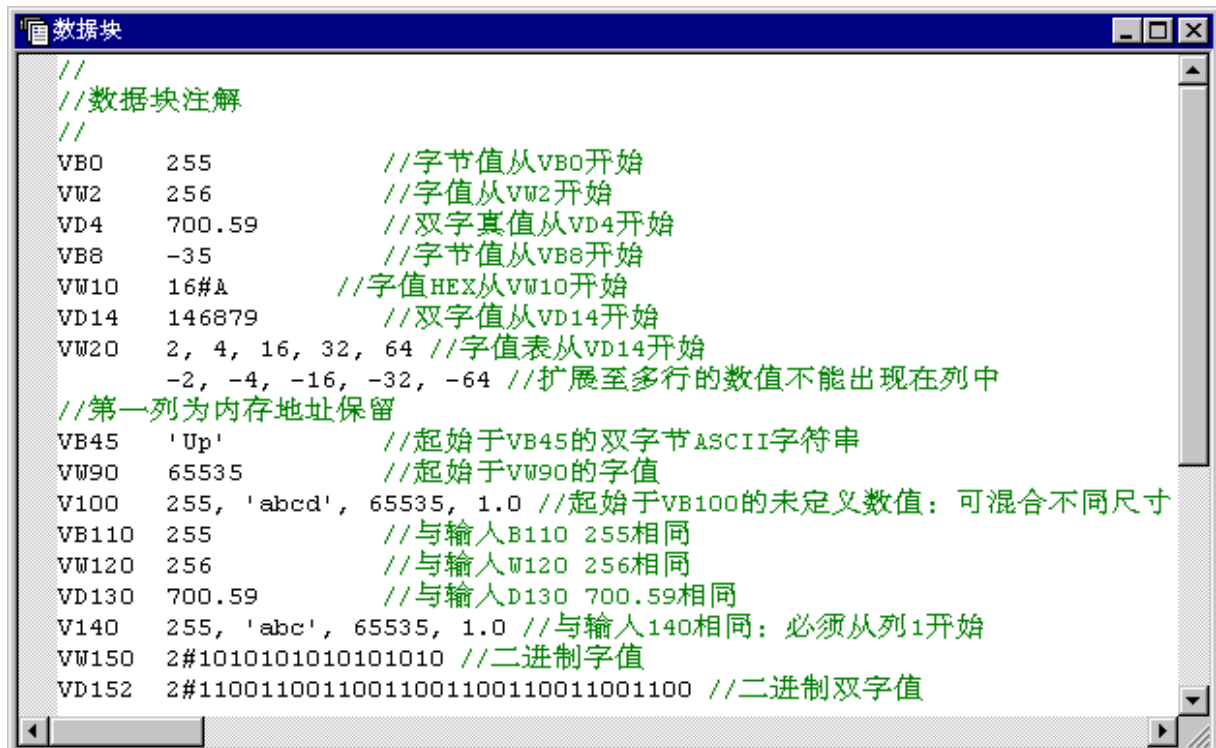 数据块
//
//数据块注解
//
VB0 255 //字节值从VB0开始
VW2 256 //字值从VW2开始
VD4 700.59 //双字真值从VD4开始
VB8 -35 //字节值从VB8开始
VW10 16#A //字值HEX从VW10开始
VD14 146879 //双字值从VD14开始
VW20 2, 4, 16, 32, 64 //字值表从VD14开始
-2, -4, -16, -32, -64 //扩展至多行的数值不能出现在列中
//第一列为内存地址保留
VB45 'Up' //起始于VB45的双字节ASCII字符串
VW90 65535 //起始于VW90的字值
V100 255, 'abcd', 65535, 1.0 //起始于VB100的未定义数值：可混合不同尺寸
VB110 255 //与输入B110 255相同
VW120 256 //与输入W120 256相同
VD130 700.59 //与输入D130 700.59相同
V140 255, 'abc', 65535, 1.0 //与输入140相同：必须从列1开始
VW150 2#1010101010101010 //二进制字值
VD152 2#11001100110011001100110011001100 //二进制双字值